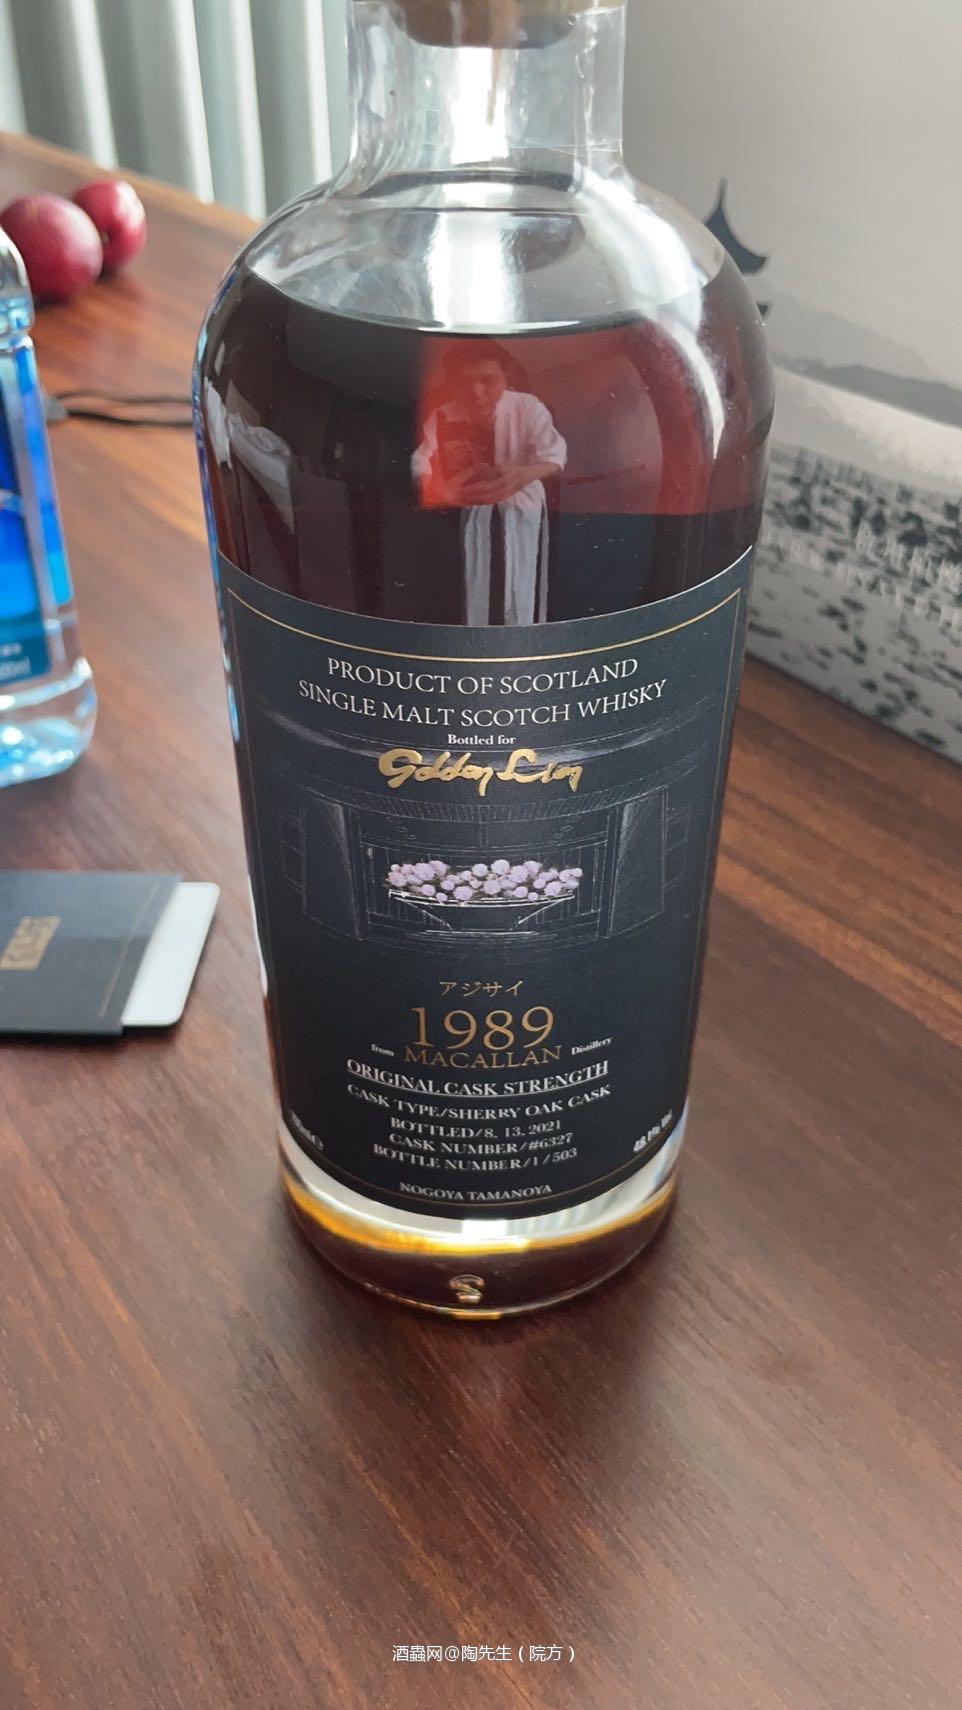 PRODUCT OF SCOTLAND
SINGLE MALT SCOTCH WHISKY
Bottled for
Golden Lion
アジサイ
1989
from MACALLAN Distillery
ORIGINAL CASK STRENGTH
CASK TYPE/SHERRY OAK CASK
BOTTLED/8. 13. 2021
CASK NUMBER/#6327
BOTTLE NUMBER/1/503
NOGOYA TAMANOYA
酒蟲网@陶先生（院方）